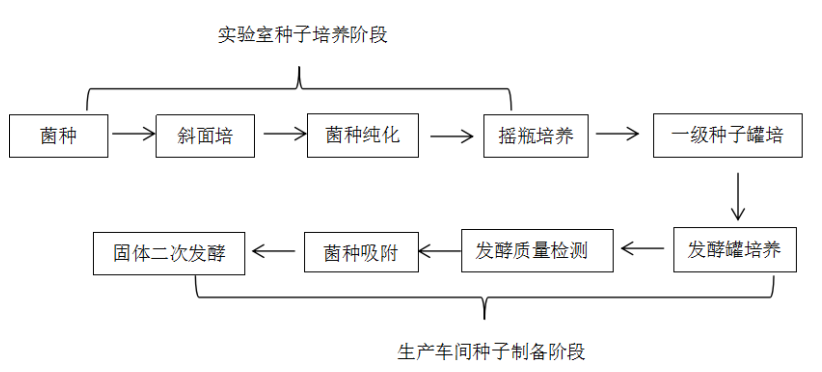 实验室种子培养阶段
菌种
斜面培
菌种纯化
摇瓶培养
一级种子罐培
发酵罐培养
发酵质量检测
菌种吸附
固体二次发酵
生产车间种子制备阶段